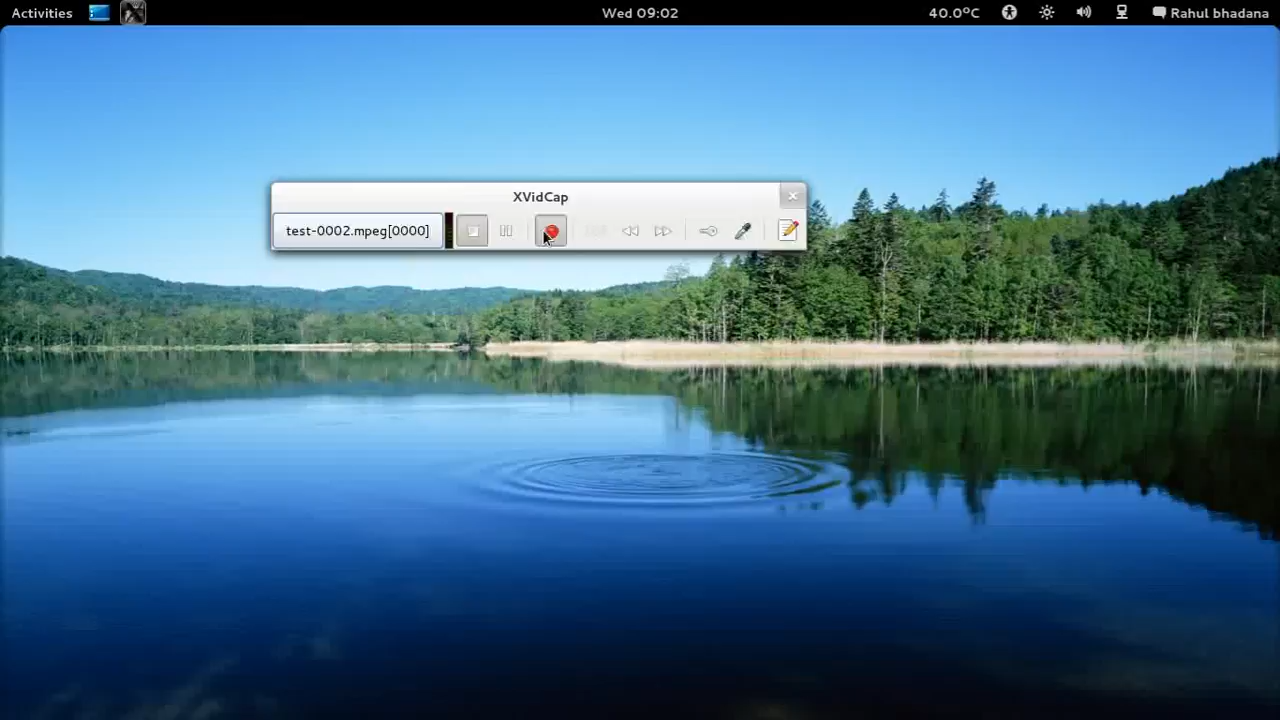 Activities
Wed 09:02
40.0°C
Rahul bhadana
XVidCap
test-0002.mpeg[0000]